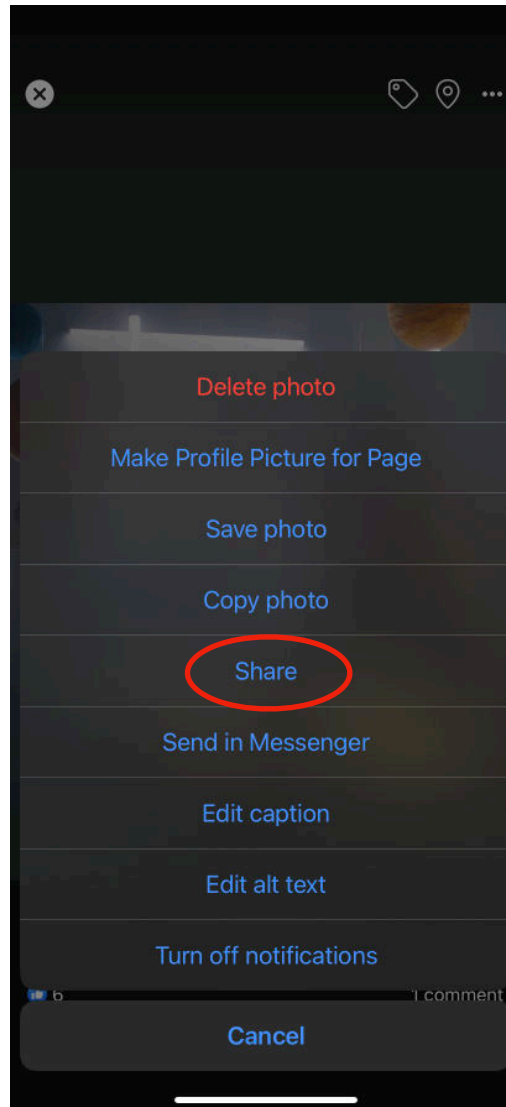 Delete photo
Make Profile Picture for Page
Save photo
Copy photo
Share
Send in Messenger
Edit caption
Edit alt text
Turn off notifications
6 1 comment
Cancel